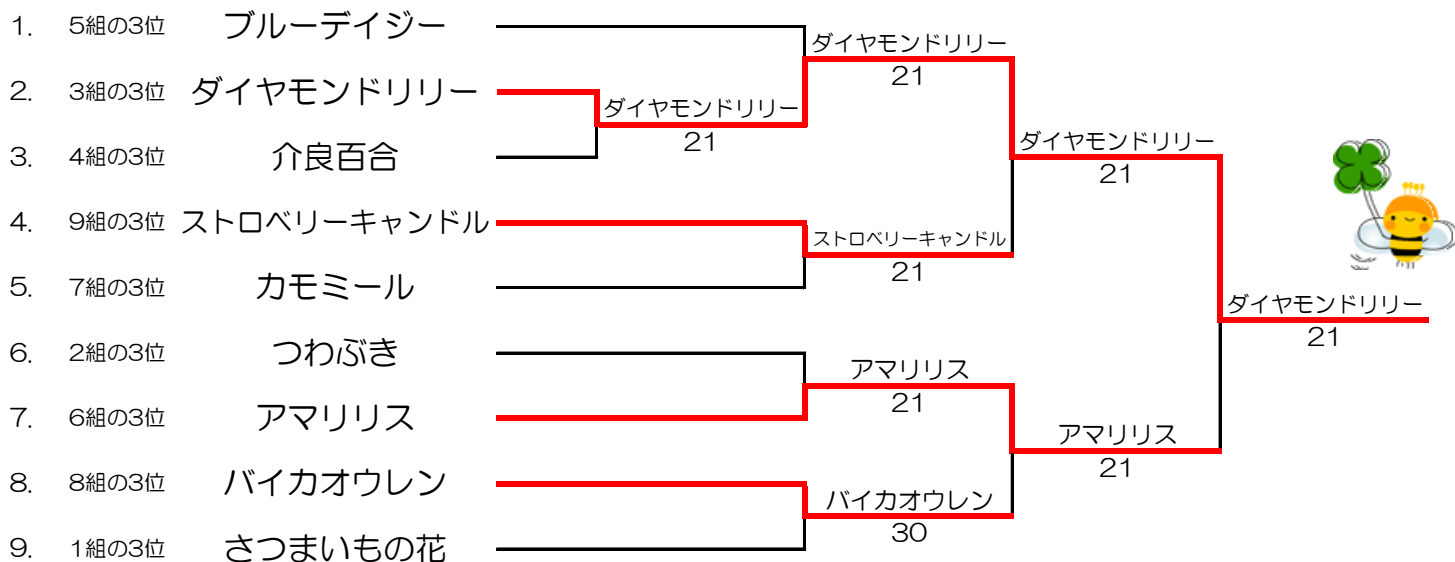 1. 5組の3位 ブルーデイジー
ダイヤモンドリリー
21
2. 3組の3位 ダイヤモンドリリー
ダイヤモンドリリー
21
ダイヤモンドリリー
21
3. 4組の3位 介良百合
4. 9組の3位 ストロベリーキャンドル
ストロベリーキャンドル
21
5. 7組の3位 カモミール
ダイヤモンドリリー
21
6. 2組の3位 つわぶき
アマリリス
21
7. 6組の3位 アマリリス
アマリリス
21
8. 8組の3位 バイカオウレン
バイカオウレン
30
9. 1組の3位 さつまいもの花